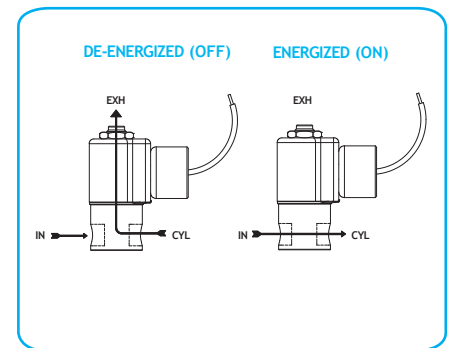 DE-ENERGIZED (OFF) ENERGIZED (ON)
EXH EXH
IN CYL IN CYL